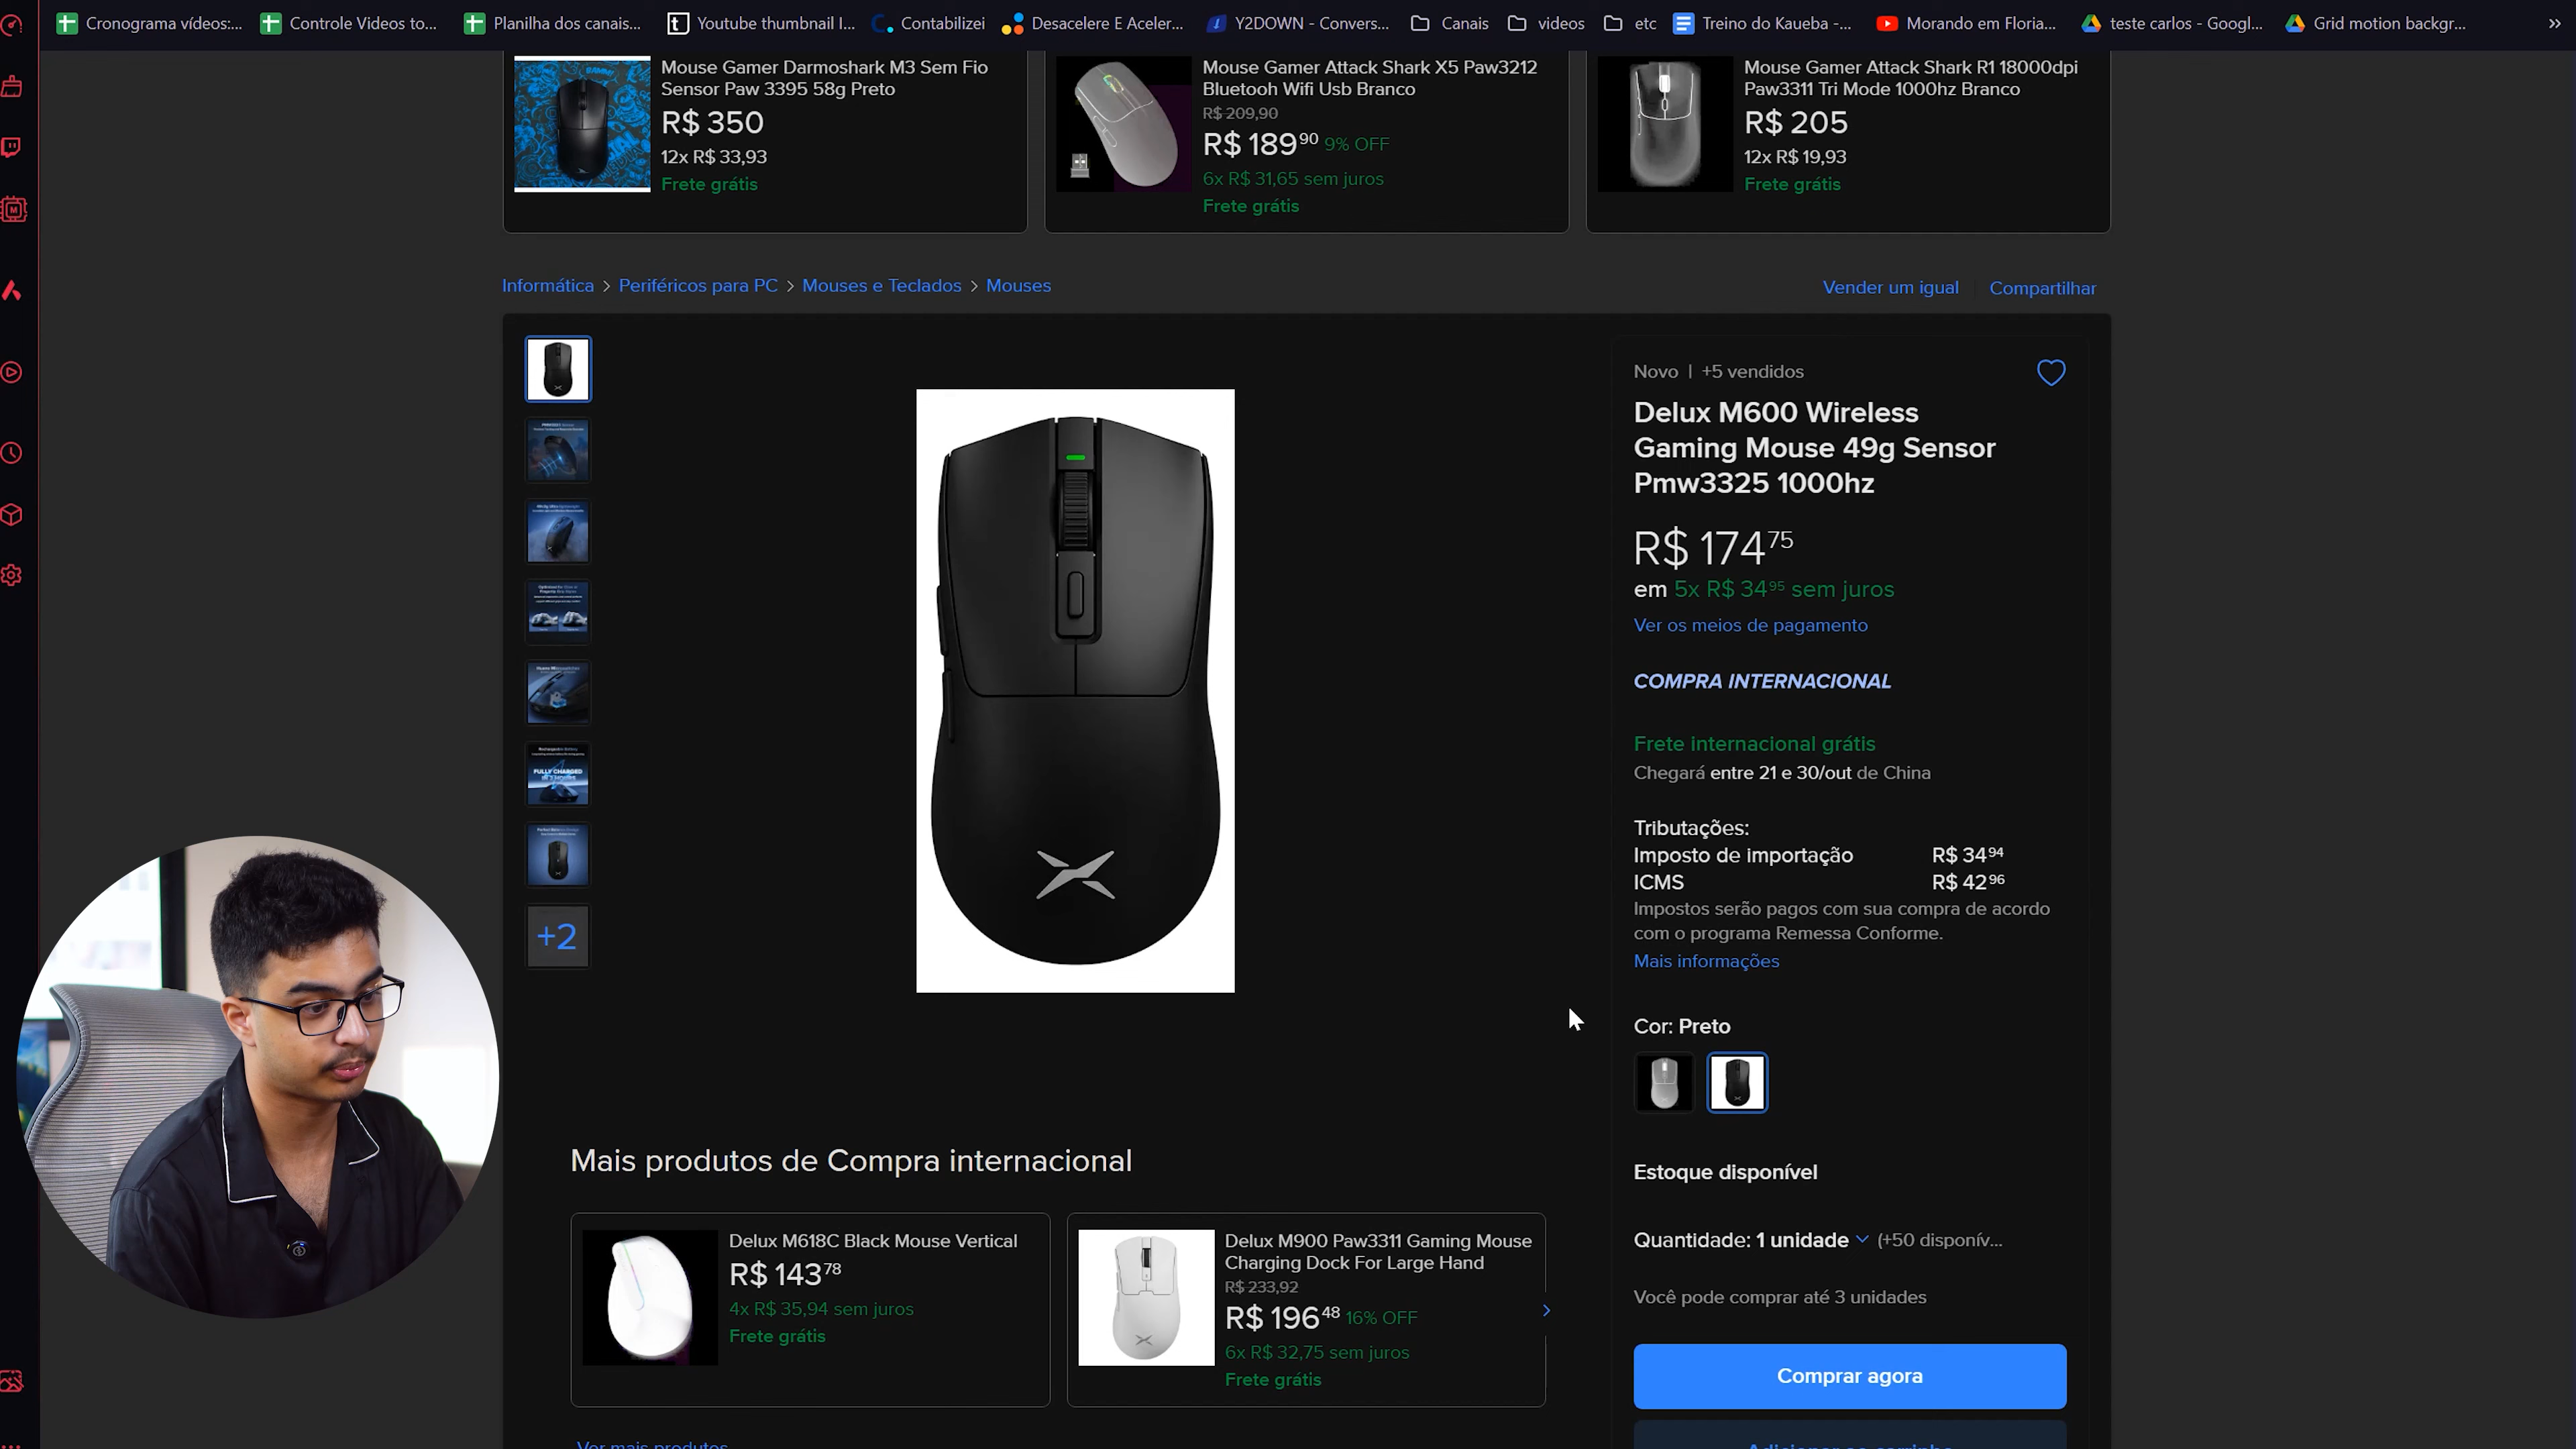 Cronograma vídeos:...
Controle Videos to...
Planilha dos canais...
Youtube thumbnail I...
Contabilizei
Desacelere E Aceler...
Y2DOWN - Convers...
Canais
videos
etc
Treino do Kaueba -...
Morando em Floria...
teste carlos - Googl...
Grid motion backgr...
Mouse Gamer Darmoshark M3 Sem Fio
Sensor Paw 3395 58g Preto
R$ 350
12x R$ 33,93
Frete grátis
Mouse Gamer Attack Shark X5 Paw3212
Bluetooh Wifi Usb Branco
R$ 209,90
R$ 189 90 9% OFF
6x R$ 31,65 sem juros
Frete grátis
Mouse Gamer Attack Shark R1 18000dpi
Paw3311 Tri Mode 1000hz Branco
R$ 205
12x R$ 19,93
Frete grátis
Informática > Periféricos para PC > Mouses e Teclados > Mouses
Vender um igual
Compartilhar
+2
Novo | +5 vendidos
Delux M600 Wireless
Gaming Mouse 49g Sensor
Pmw3325 1000hz
R$ 174 75
em 5x R$ 34 95 sem juros
Ver os meios de pagamento
COMPRA INTERNACIONAL
Frete internacional grátis
Chegará entre 21 e 30/out de China
Tributações:
Imposto de importação R$ 34 94
ICMS R$ 42 96
Impostos serão pagos com sua compra de acordo
com o programa Remessa Conforme.
Mais informações
Cor: Preto
Estoque disponível
Quantidade: 1 unidade (+50 disponív...
Você pode comprar até 3 unidades
Comprar agora
Adicionar ao carrinho
Mais produtos de Compra internacional
Delux M618C Black Mouse Vertical
R$ 143 78
4x R$ 35,94 sem juros
Frete grátis
Delux M900 Paw3311 Gaming Mouse
Charging Dock For Large Hand
R$ 233,92
R$ 196 48 16% OFF
6x R$ 32,75 sem juros
Frete grátis
Ver mais produtos